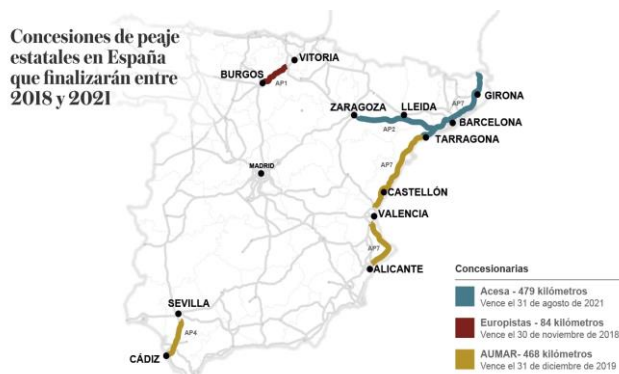 Concesiones de peaje
estatales en España
que finalizarán entre
2018 y 2021
VITORIA
BURGOS
AP1
GIRONA
AP7
ZARAGOZA
LLEIDA
BARCELONA
AP2
TARRAGONA
MADRID
AP7
CASTELLÓN
VALENCIA
AP7
ALICANTE
SEVILLA
AP4
CÁDIZ
Concesionarias
Acesa - 479 kilómetros
Vence el 31 de agosto de 2021
Europistas - 84 kilómetros
Vence el 30 de noviembre de 2018
AUMAR- 468 kilómetros
Vence el 31 de diciembre de 2019